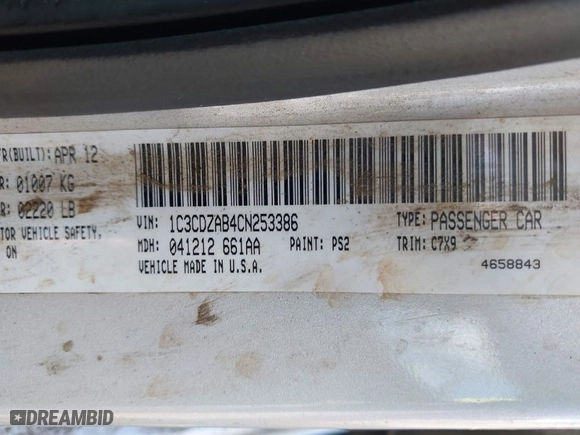 FR(BUILT): APR 12
R: 01007 KG
R: 02220 LB
TOR VEHICLE SAFETY,
ON
VIN: 1C3CDZAB4CN253386
TYPE: PASSENGER CAR
MDH: 041212 661AA
PAINT: PS2
TRIM: C7X9
VEHICLE MADE IN U.S.A.
4658843
DREAMBID